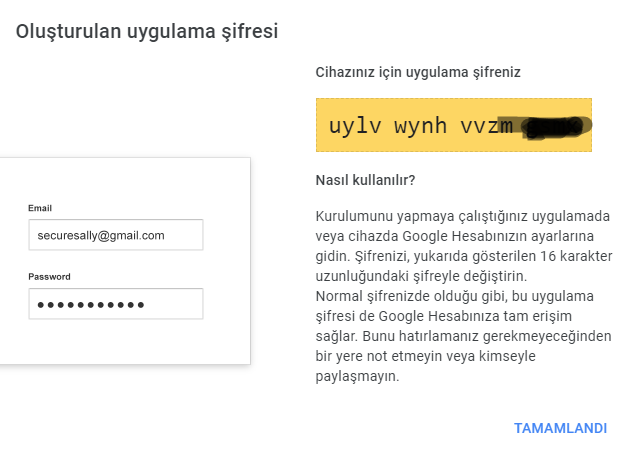 Oluşturulan uygulama şifresi
Cihazınız için uygulama şifreniz
uylv wynh vvzm
Email
securesally@gmail.com
Password
Nasıl kullanılır?
Kurulumunu yapmaya çalıştığınız uygulamada
veya cihazda Google Hesabınızın ayarlarına
gidin. Şifrenizi, yukarıda gösterilen 16 karakter
uzunluğundaki şifreyle değiştirin.
Normal şifrenizde olduğu gibi, bu uygulama
şifresi de Google Hesabınıza tam erişim
sağlar. Bunu hatırlamanız gerekmeyeceğinden
bir yere not etmeyin veya kimseyle
paylaşmayın.
TAMAMLANDI